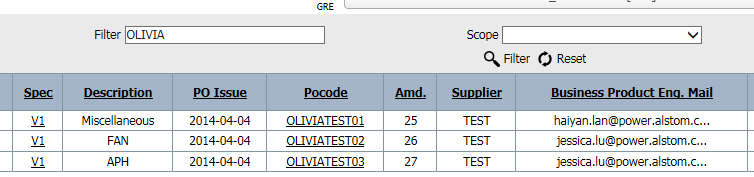 GRE
Filter OLIVIA Scope
Filter Reset
Spec Description PO Issue Pocode Amd. Supplier Business Product Eng. Mail
V1 Miscellaneous 2014-04-04 OLIVIATEST01 25 TEST haiyan.lan@power.alstom.c...
V1 FAN 2014-04-04 OLIVIATEST02 26 TEST jessica.lu@power.alstom.c...
V1 APH 2014-04-04 OLIVIATEST03 27 TEST jessica.lu@power.alstom.c...